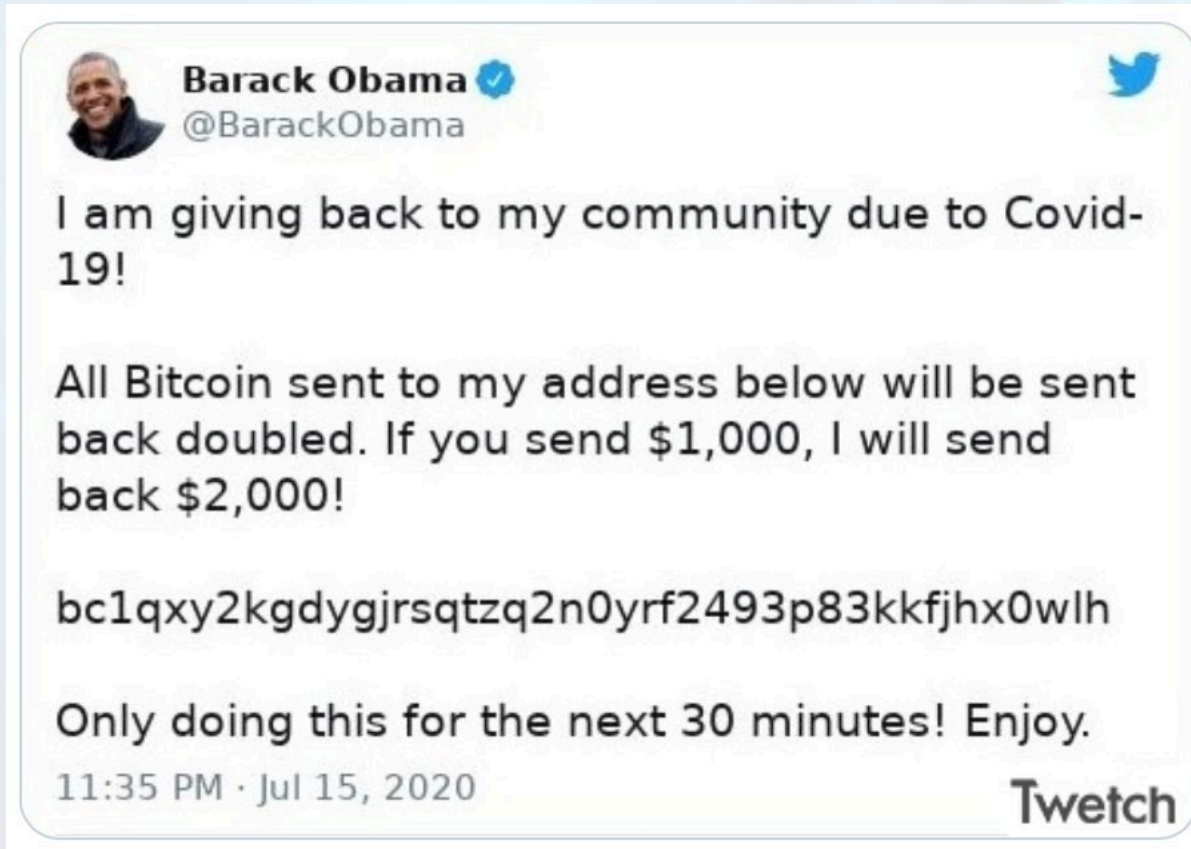 Barack Obama
@BarackObama
I am giving back to my community due to Covid-
19!
All Bitcoin sent to my address below will be sent
back doubled. If you send $1,000, I will send
back $2,000!
bc1qxy2kgdygjrsqtzq2n0yrf2493p83kkfjhx0wlh
Only doing this for the next 30 minutes! Enjoy.
11:35 PM · Jul 15, 2020
Twetch